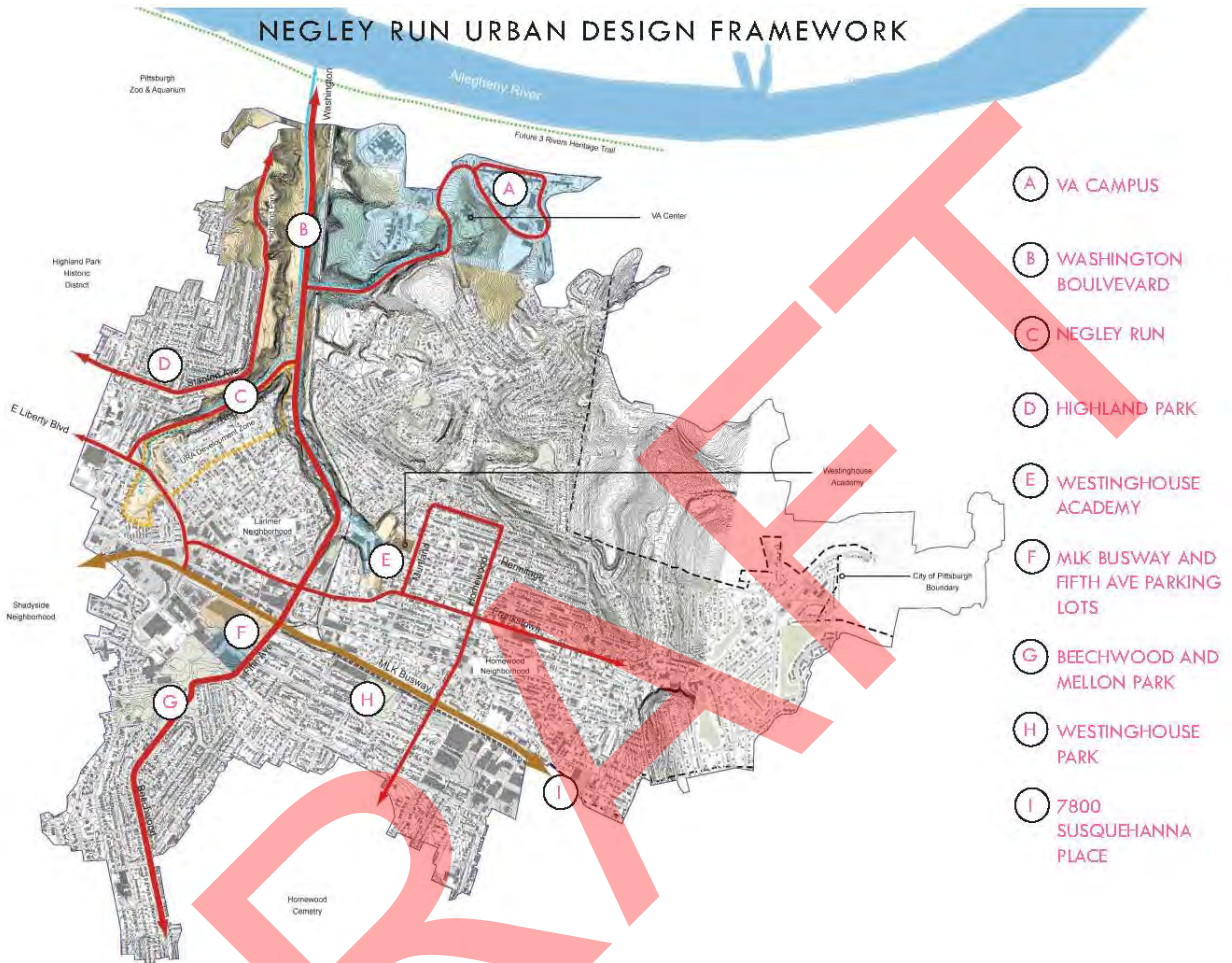 NEGLEY RUN URBAN DESIGN FRAMEWORK
Pittsburgh
Zoo & Aquarium
Washington
Allegheny River
Future 3 Rivers Heritage Trail
A
VA Center
B
Highland Park
Highland Park
Historic
District
D
Stanton Ave
C
E Liberty Blvd
URA Development Zone
Larimer
Neighborhood
Westinghouse
Academy
E
Hermitage
Frankstown
City of Pittsburgh
Boundary
Shadyside
Neighborhood
F
MLK Busway
Homewood
Neighborhood
G
H
I
Homewood
Cemetery
A VA CAMPUS
B WASHINGTON
BOULVEVARD
C NEGLEY RUN
D HIGHLAND PARK
E WESTINGHOUSE
ACADEMY
F MLK BUSWAY AND
FIFTH AVE PARKING
LOTS
G BEECHWOOD AND
MELLON PARK
H WESTINGHOUSE
PARK
I 7800
SUSQUEHANNA
PLACE
DRAFT